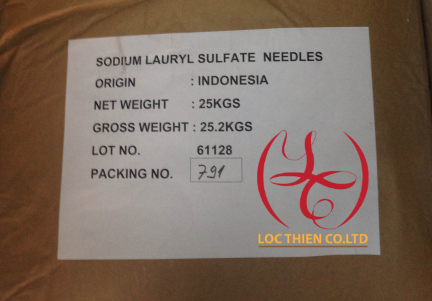 SODIUM LAURYL SULFATE NEEDLES
ORIGIN : INDONESIA
NET WEIGHT : 25KGS
GROSS WEIGHT : 25.2KGS
LOT NO. 61128
PACKING NO. 791
LOC THIEN CO.LTD